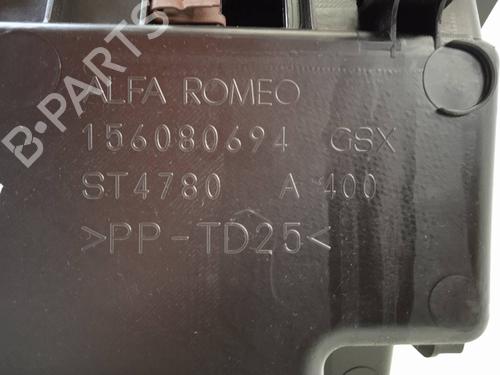 B-PARTS
ALFA ROMEO
156080694 GSX
ST4780 A 400
>PP-TD25<